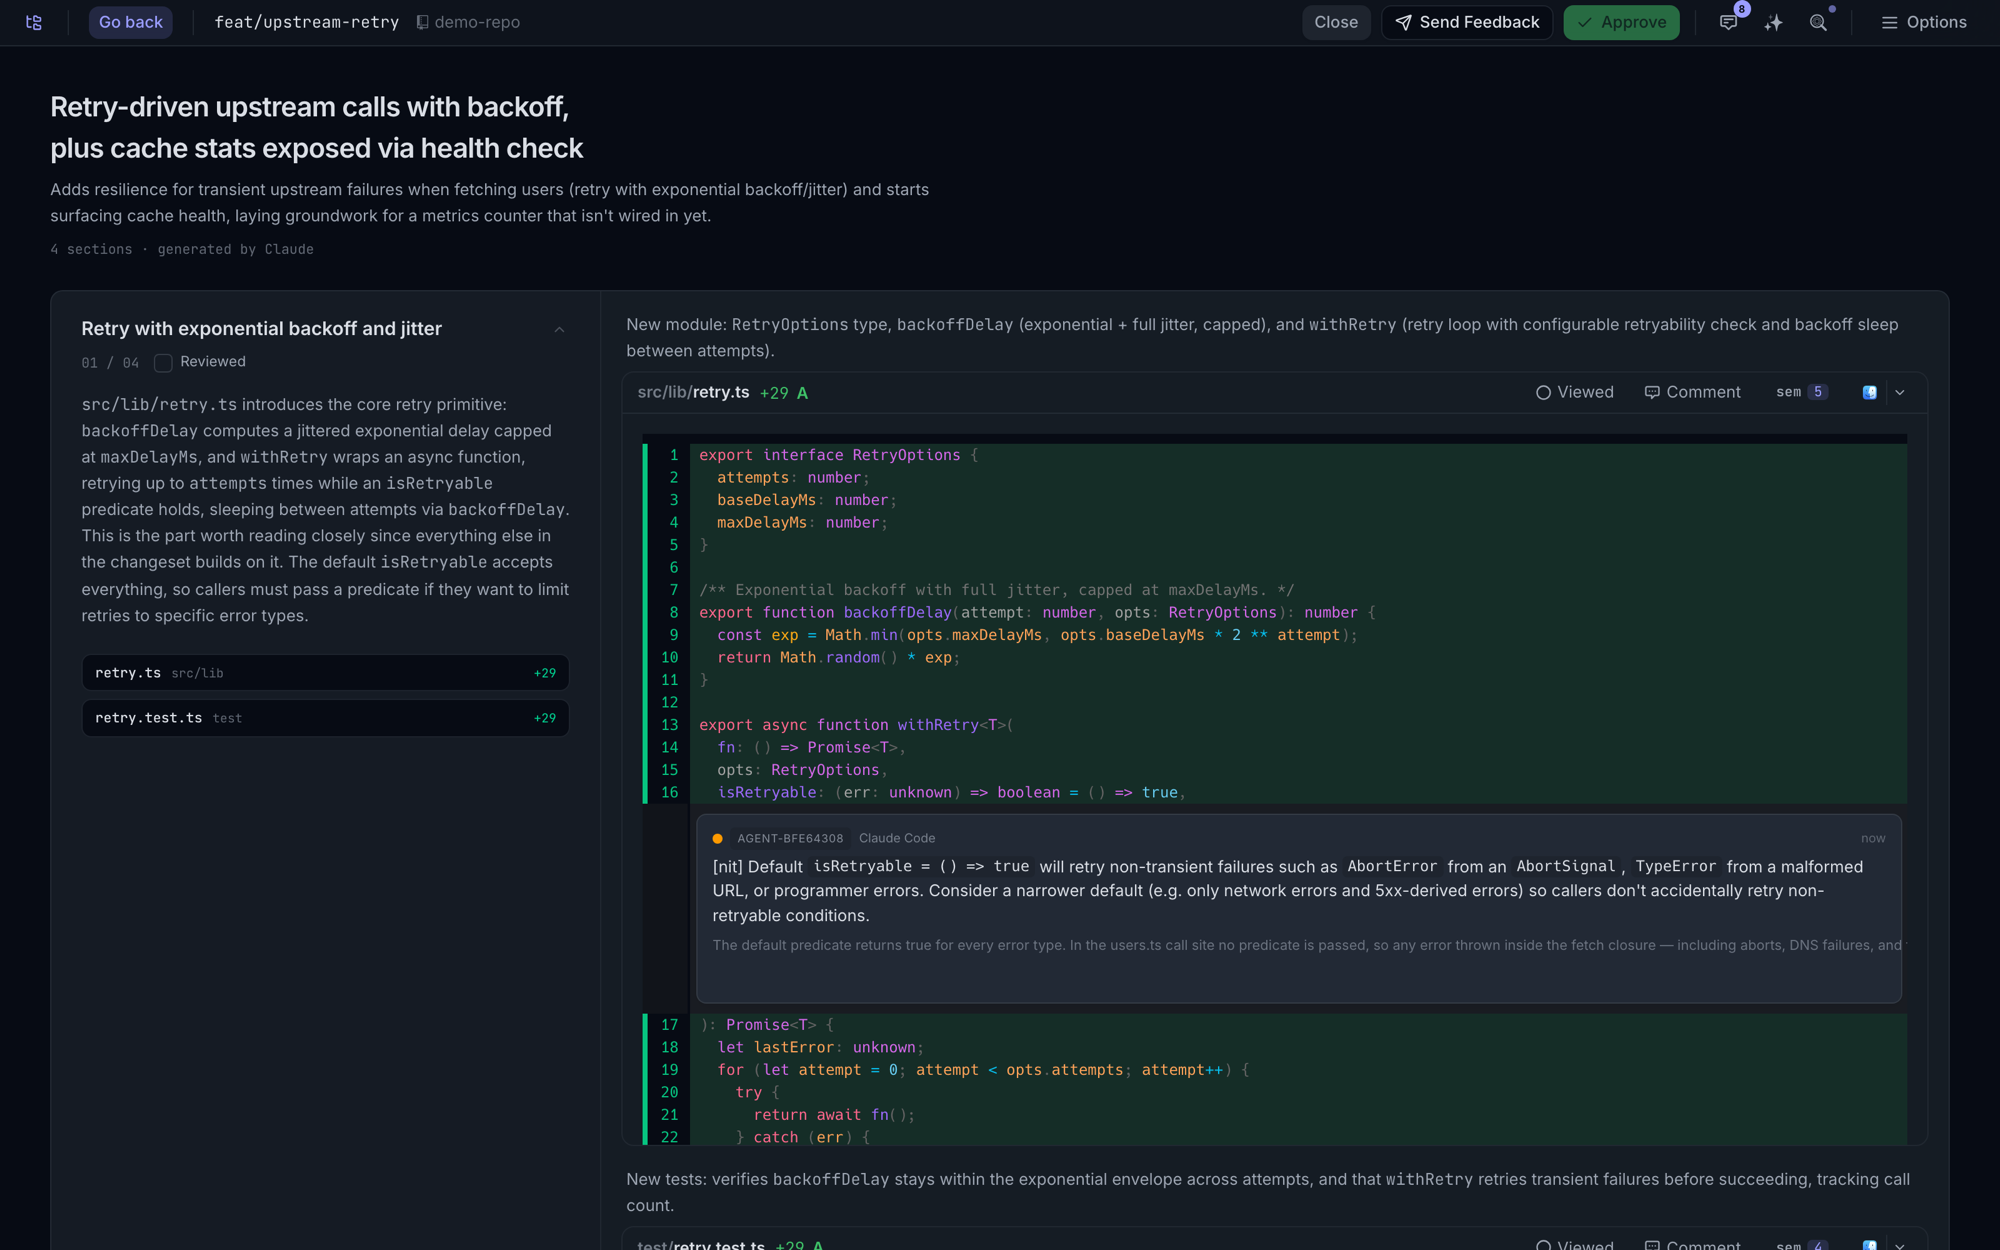 Go back
feat/upstream-retry
demo-repo
Close
Send Feedback
Approve
8
Options
Retry-driven upstream calls with backoff,
plus cache stats exposed via health check
Adds resilience for transient upstream failures when fetching users (retry with exponential backoff/jitter) and starts
surfacing cache health, laying groundwork for a metrics counter that isn't wired in yet.
4 sections · generated by Claude
Retry with exponential backoff and jitter
01 / 04 Reviewed
src/lib/retry.ts introduces the core retry primitive:
backoffDelay computes a jittered exponential delay capped
at maxDelayMs, and withRetry wraps an async function,
retrying up to attempts times while an isRetryable
predicate holds, sleeping between attempts via backoffDelay.
This is the part worth reading closely since everything else in
the changeset builds on it. The default isRetryable accepts
everything, so callers must pass a predicate if they want to limit
retries to specific error types.
retry.ts src/lib +29
retry.test.ts test +29
New module: RetryOptions type, backoffDelay (exponential + full jitter, capped), and withRetry (retry loop with configurable retryability check and backoff sleep
between attempts).
src/lib/retry.ts +29 A Viewed Comment sem 5
1 export interface RetryOptions {
2 attempts: number;
3 baseDelayMs: number;
4 maxDelayMs: number;
5 }
6
7 /** Exponential backoff with full jitter, capped at maxDelayMs. */
8 export function backoffDelay(attempt: number, opts: RetryOptions): number {
9 const exp = Math.min(opts.maxDelayMs, opts.baseDelayMs * 2 ** attempt);
10 return Math.random() * exp;
11 }
12
13 export async function withRetry<T>(
14 fn: () => Promise<T>,
15 opts: RetryOptions,
16 isRetryable: (err: unknown) => boolean = () => true,
AGENT-BFE64308 Claude Code now
[nit] Default isRetryable = () => true will retry non-transient failures such as AbortError from an AbortSignal, TypeError from a malformed
URL, or programmer errors. Consider a narrower default (e.g. only network errors and 5xx-derived errors) so callers don't accidentally retry non-
retryable conditions.
The default predicate returns true for every error type. In the users.ts call site no predicate is passed, so any error thrown inside the fetch closure — including aborts, DNS failures, and
17 ): Promise<T> {
18 let lastError: unknown;
19 for (let attempt = 0; attempt < opts.attempts; attempt++) {
20 try {
21 return await fn();
22 } catch (err) {
New tests: verifies backoffDelay stays within the exponential envelope across attempts, and that withRetry retries transient failures before succeeding, tracking call
count.
test/retry.test.ts +29 A Viewed Comment sem 4